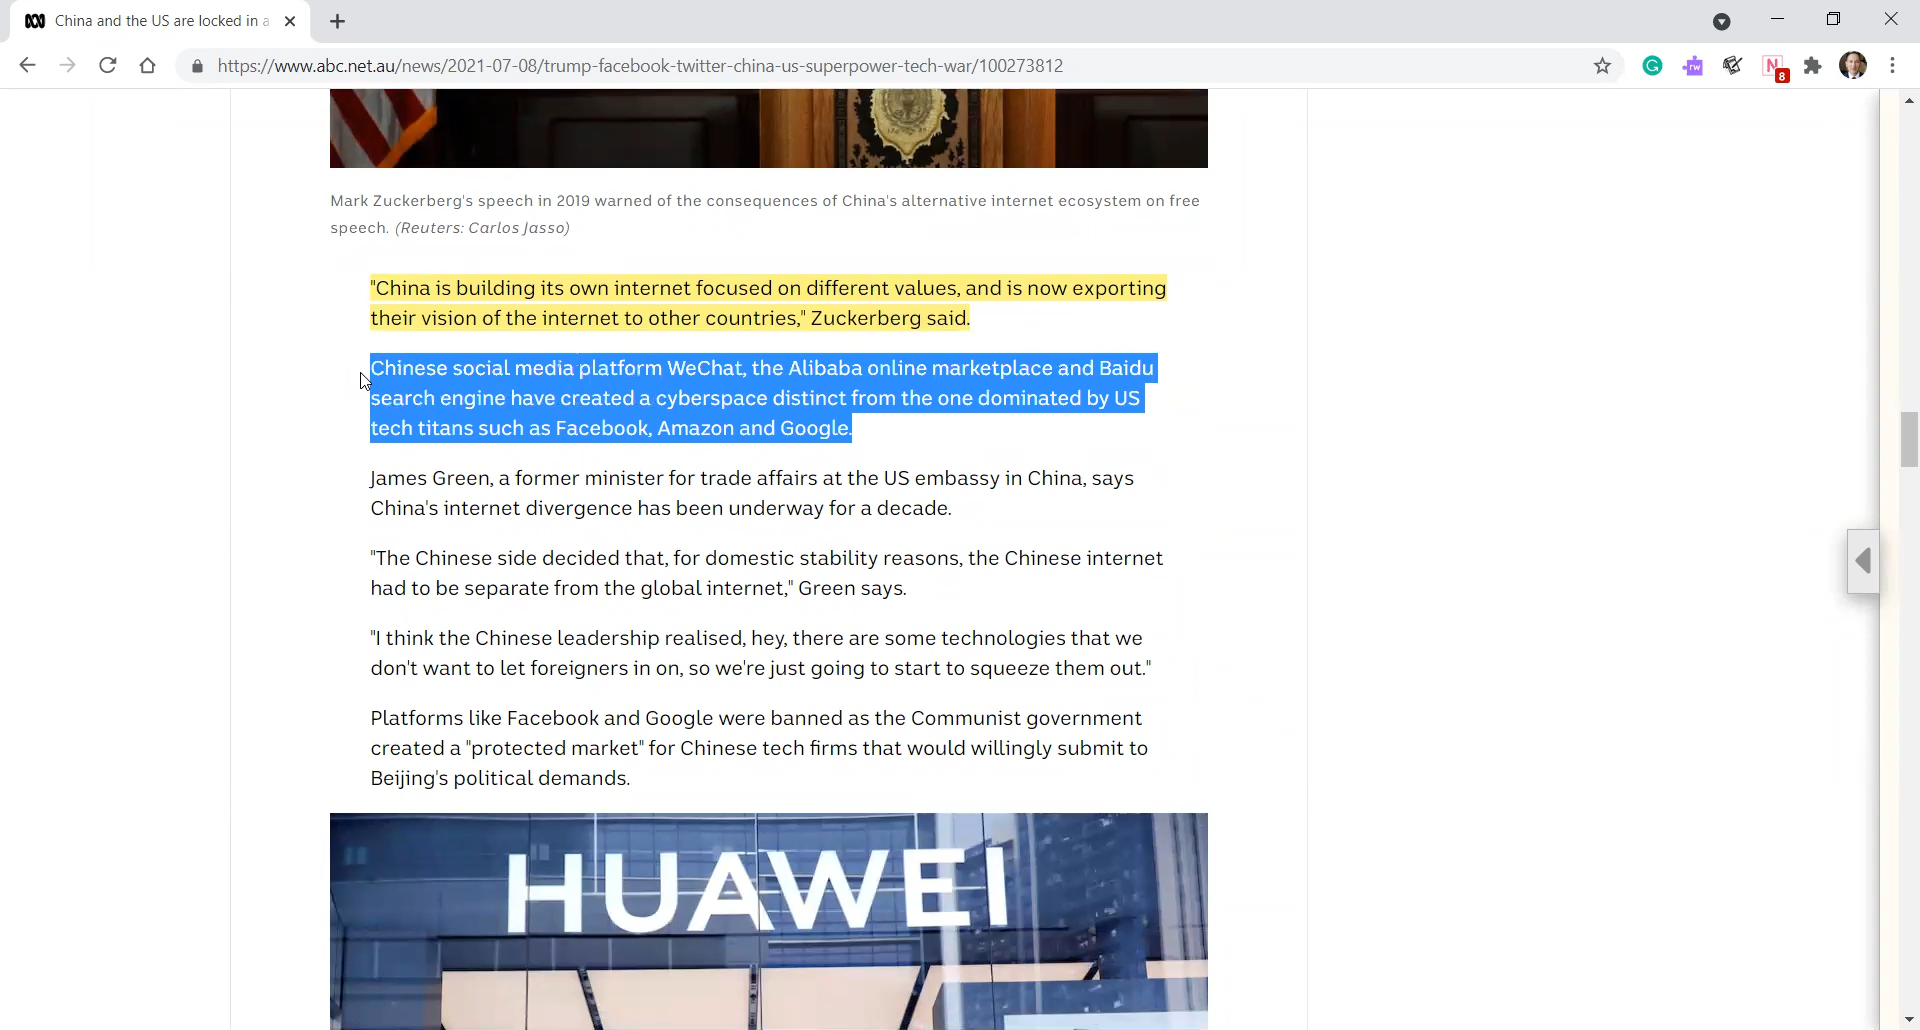 China and the US are locked in a
https://www.abc.net.au/news/2021-07-08/trump-facebook-twitter-china-us-superpower-tech-war/100273812
rw
N
8
Mark Zuckerberg's speech in 2019 warned of the consequences of China's alternative internet ecosystem on free
speech. (Reuters: Carlos Jasso)
"China is building its own internet focused on different values, and is now exporting
their vision of the internet to other countries," Zuckerberg said.
Chinese social media platform WeChat, the Alibaba online marketplace and Baidu
search engine have created a cyberspace distinct from the one dominated by US
tech titans such as Facebook, Amazon and Google.
James Green, a former minister for trade affairs at the US embassy in China, says
China's internet divergence has been underway for a decade.
"The Chinese side decided that, for domestic stability reasons, the Chinese internet
had to be separate from the global internet," Green says.
"I think the Chinese leadership realised, hey, there are some technologies that we
don't want to let foreigners in on, so we're just going to start to squeeze them out."
Platforms like Facebook and Google were banned as the Communist government
created a "protected market" for Chinese tech firms that would willingly submit to
Beijing's political demands.
HUAWEI